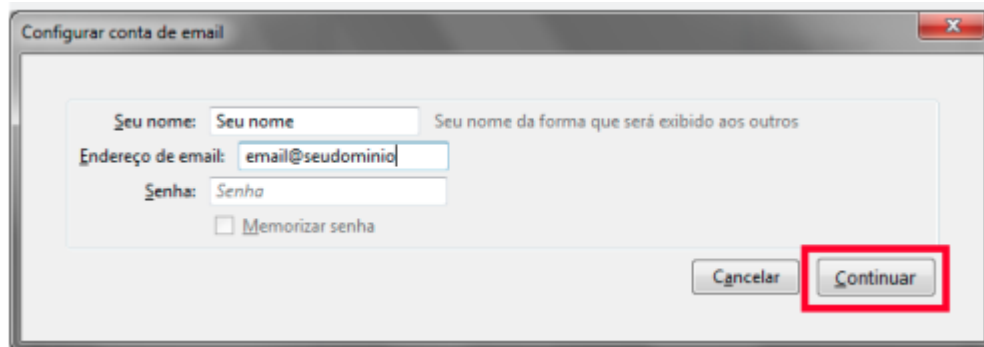 Configurar conta de email
Seu nome: Seu nome Seu nome da forma que será exibido aos outros
Endereço de email: email@seudominio
Senha: Senha
Memorizar senha
Cancelar Continuar